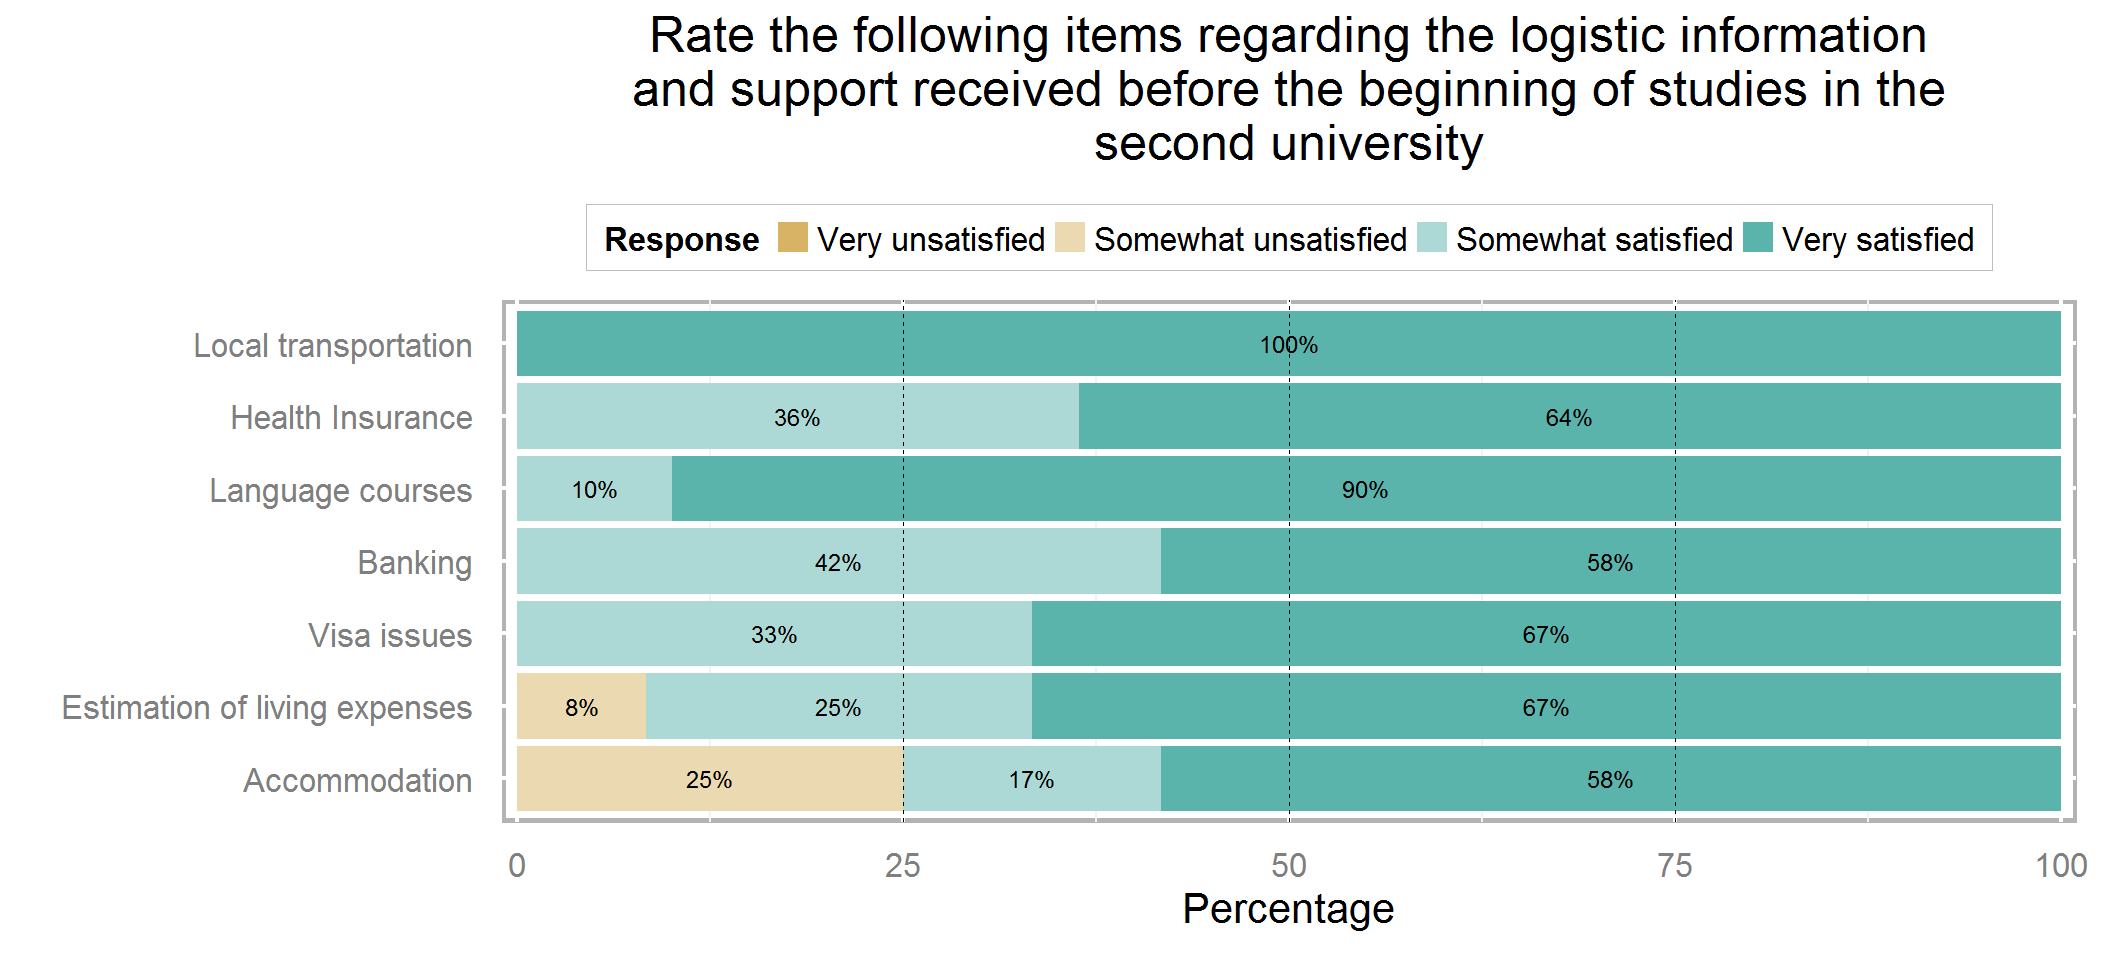 Rate the following items regarding the logistic information
and support received before the beginning of studies in the
second university
Response Very unsatisfied Somewhat unsatisfied Somewhat satisfied Very satisfied
Local transportation 100%
Health Insurance 36% 64%
Language courses 10% 90%
Banking 42% 58%
Visa issues 33% 67%
Estimation of living expenses 8% 25% 67%
Accommodation 25% 17% 58%
0 25 50 75 100
Percentage